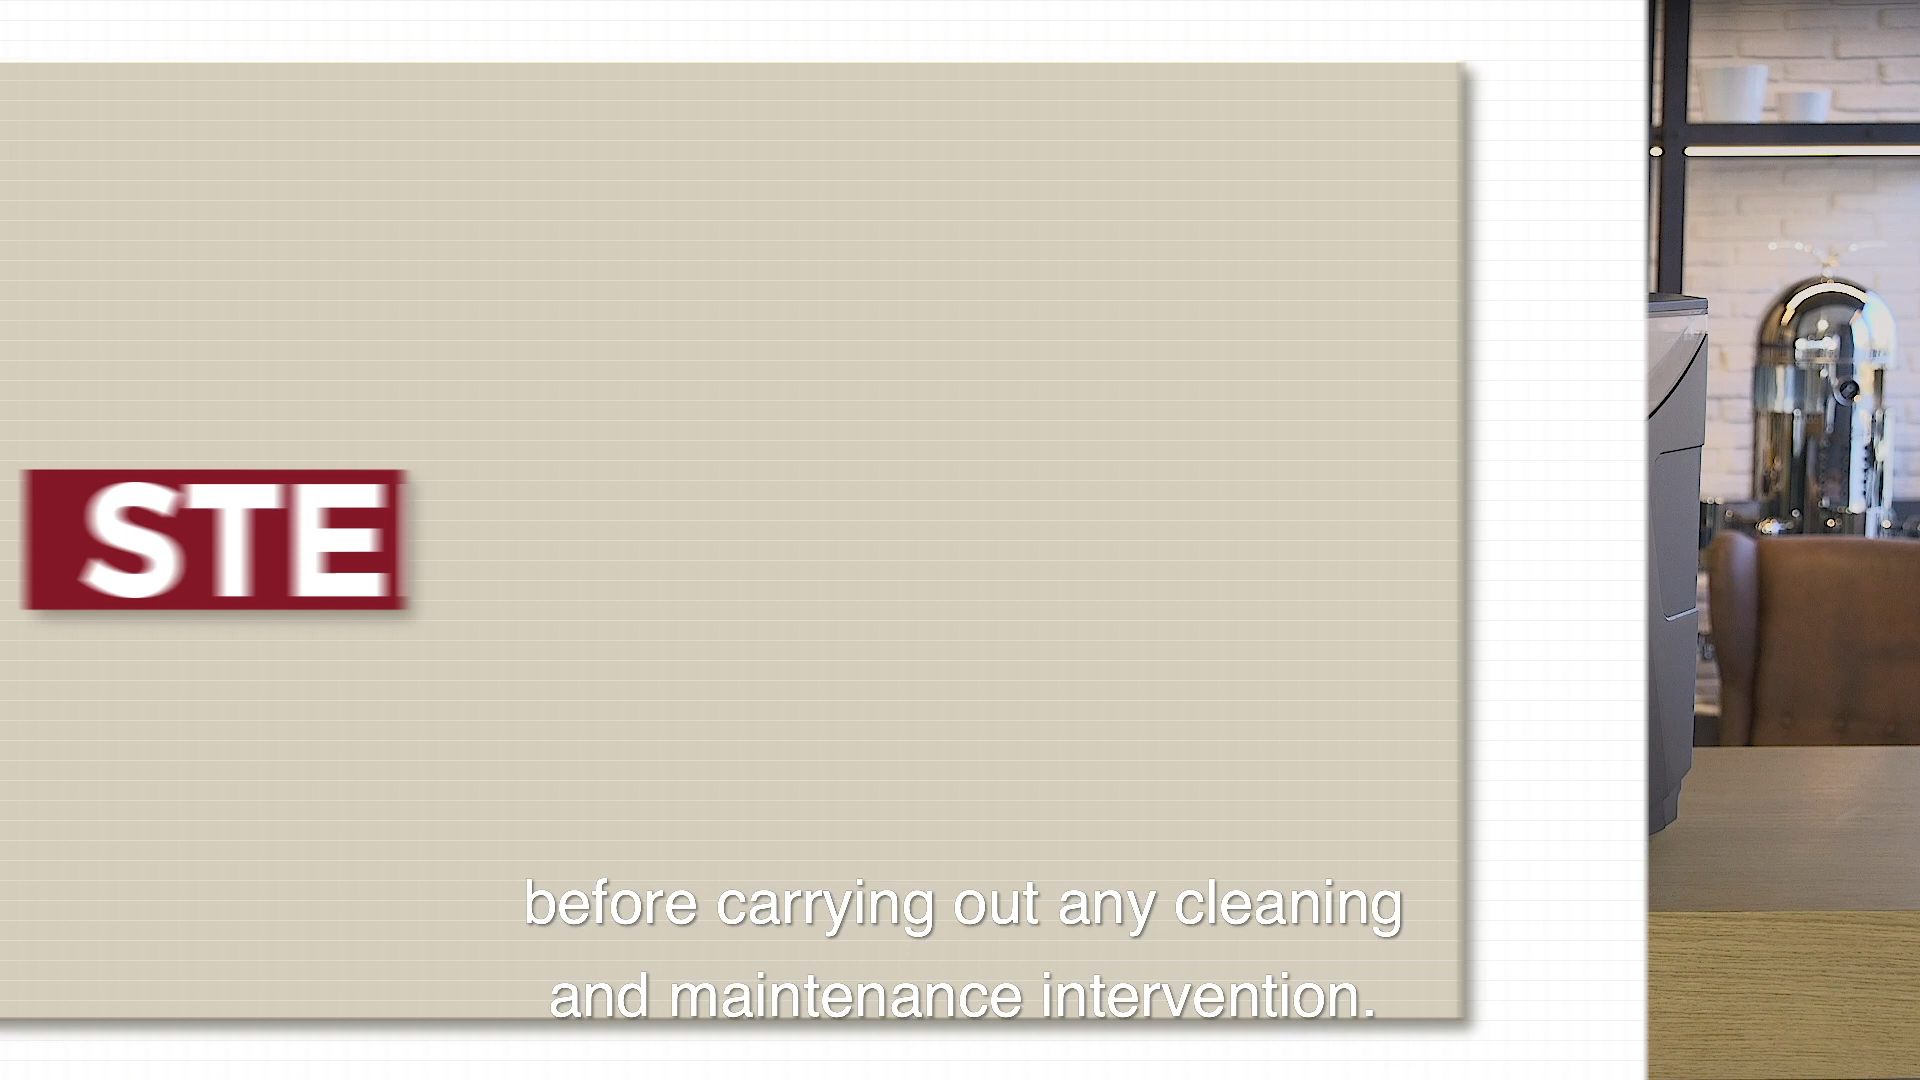 STE
before carrying out any cleaning
and maintenance intervention.